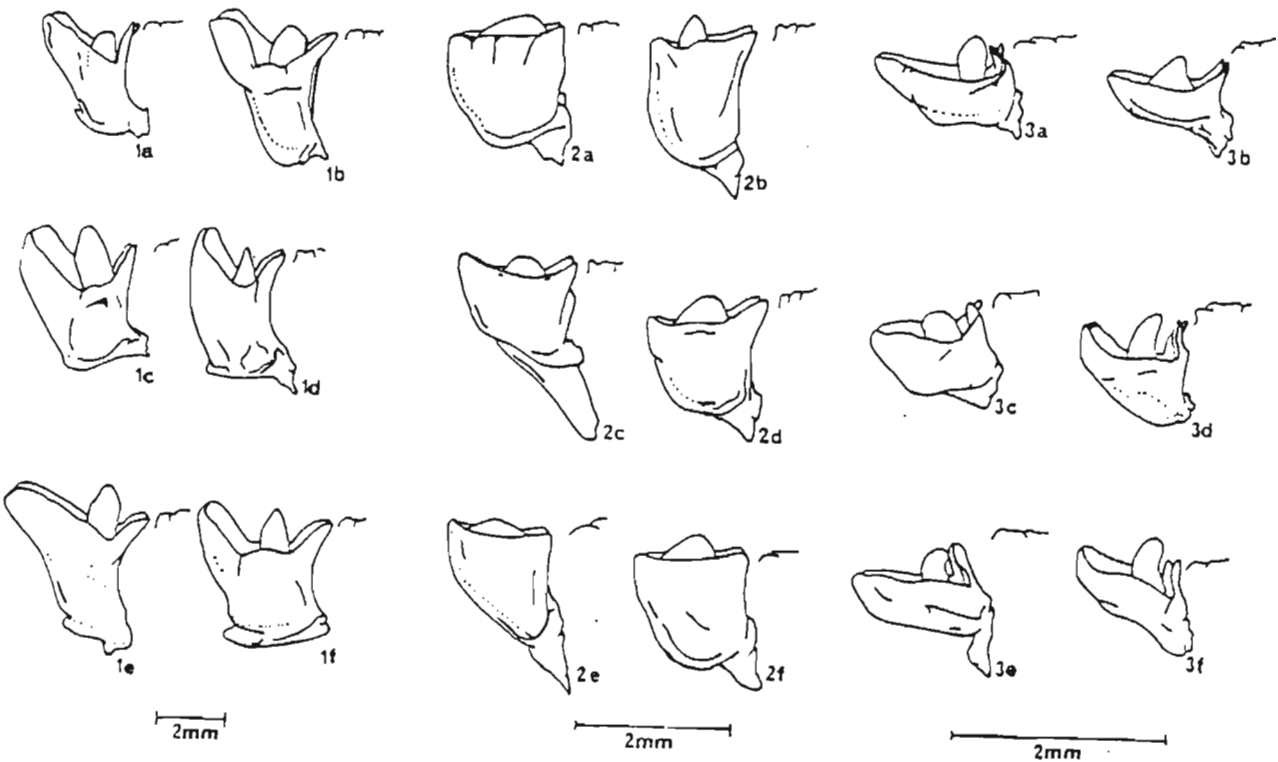 1a 1b 2a 2b 3a 3b
1c 1d 2c 2d 3c 3d
1e 1f 2e 2f 3e 3f
2mm 2mm 2mm